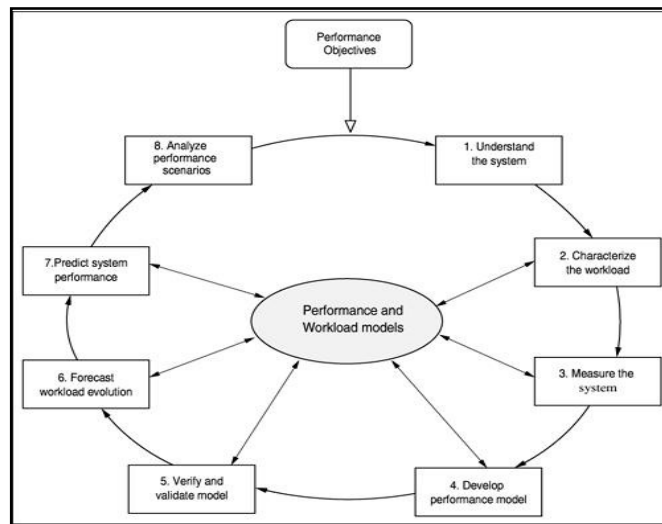 Performance
Objectives
8. Analyze
performance
scenarios
1. Understand
the system
7.Predict system
performance
2. Characterize
the workload
Performance and
Workload models
6. Forecast
workload evolution
3. Measure the
system
5. Verify and
validate model
4. Develop
performance model